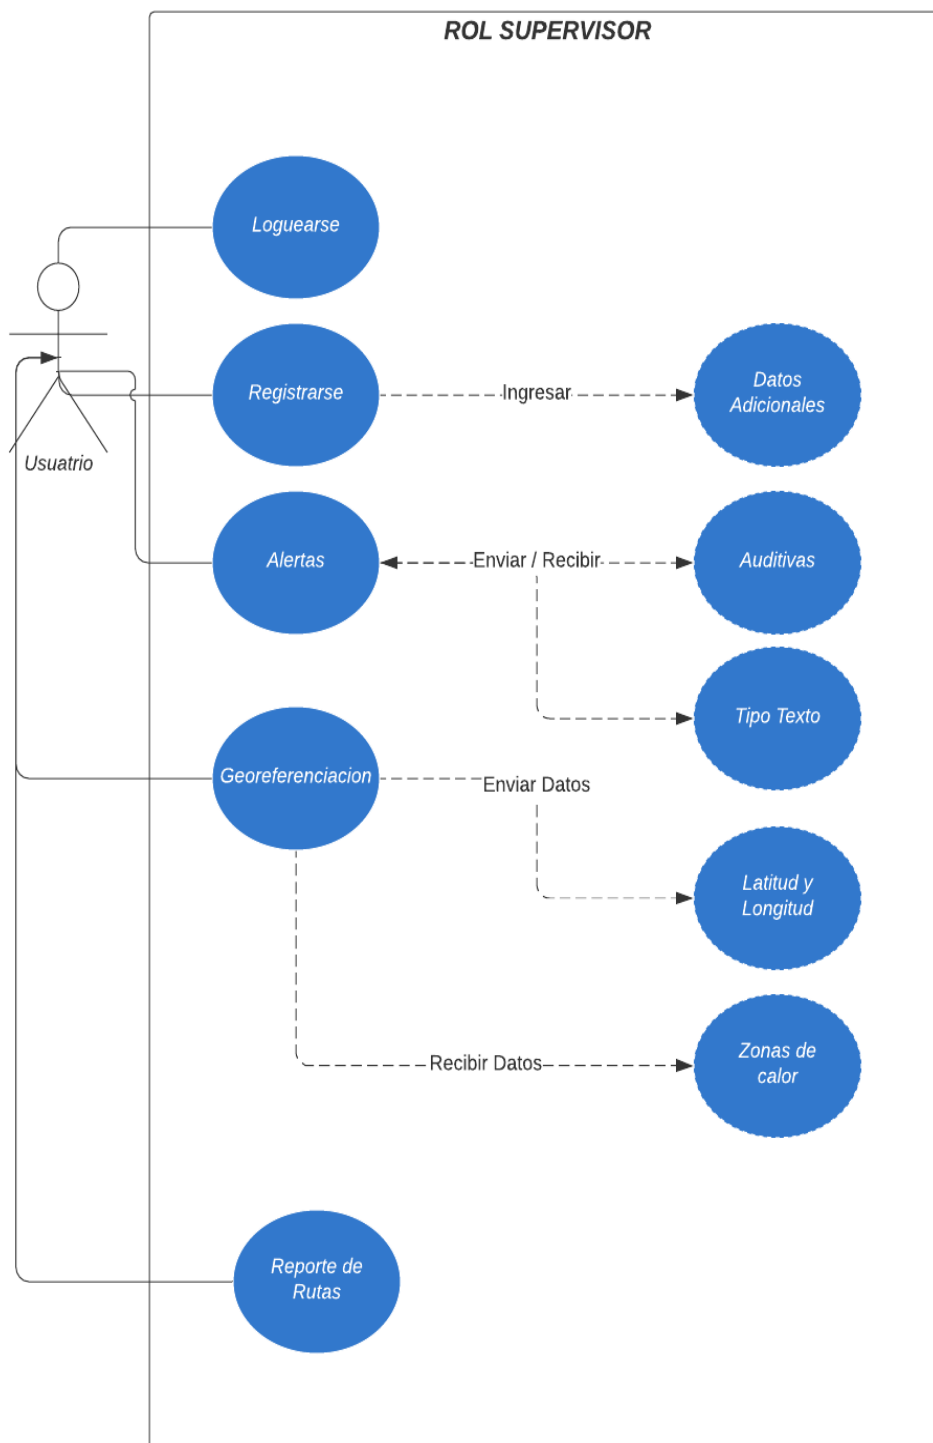 ROL SUPERVISOR
Loguearse
Registrarse
Ingresar
Datos
Adicionales
Usuatrio
Alertas
Enviar / Recibir
Auditivas
Tipo Texto
Georeferenciacion
Enviar Datos
Latitud y
Longitud
Recibir Datos
Zonas de
calor
Reporte de
Rutas